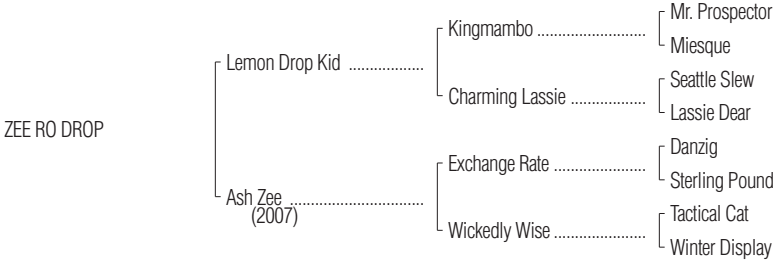 Mr. Prospector
Kingmambo ..........................
Miesque
Lemon Drop Kid ..................
Seattle Slew
Charming Lassie ..................
Lassie Dear
ZEE RO DROP
Danzig
Exchange Rate ......................
Sterling Pound
Ash Zee ................................
(2007)
Tactical Cat
Wickedly Wise ......................
Winter Display